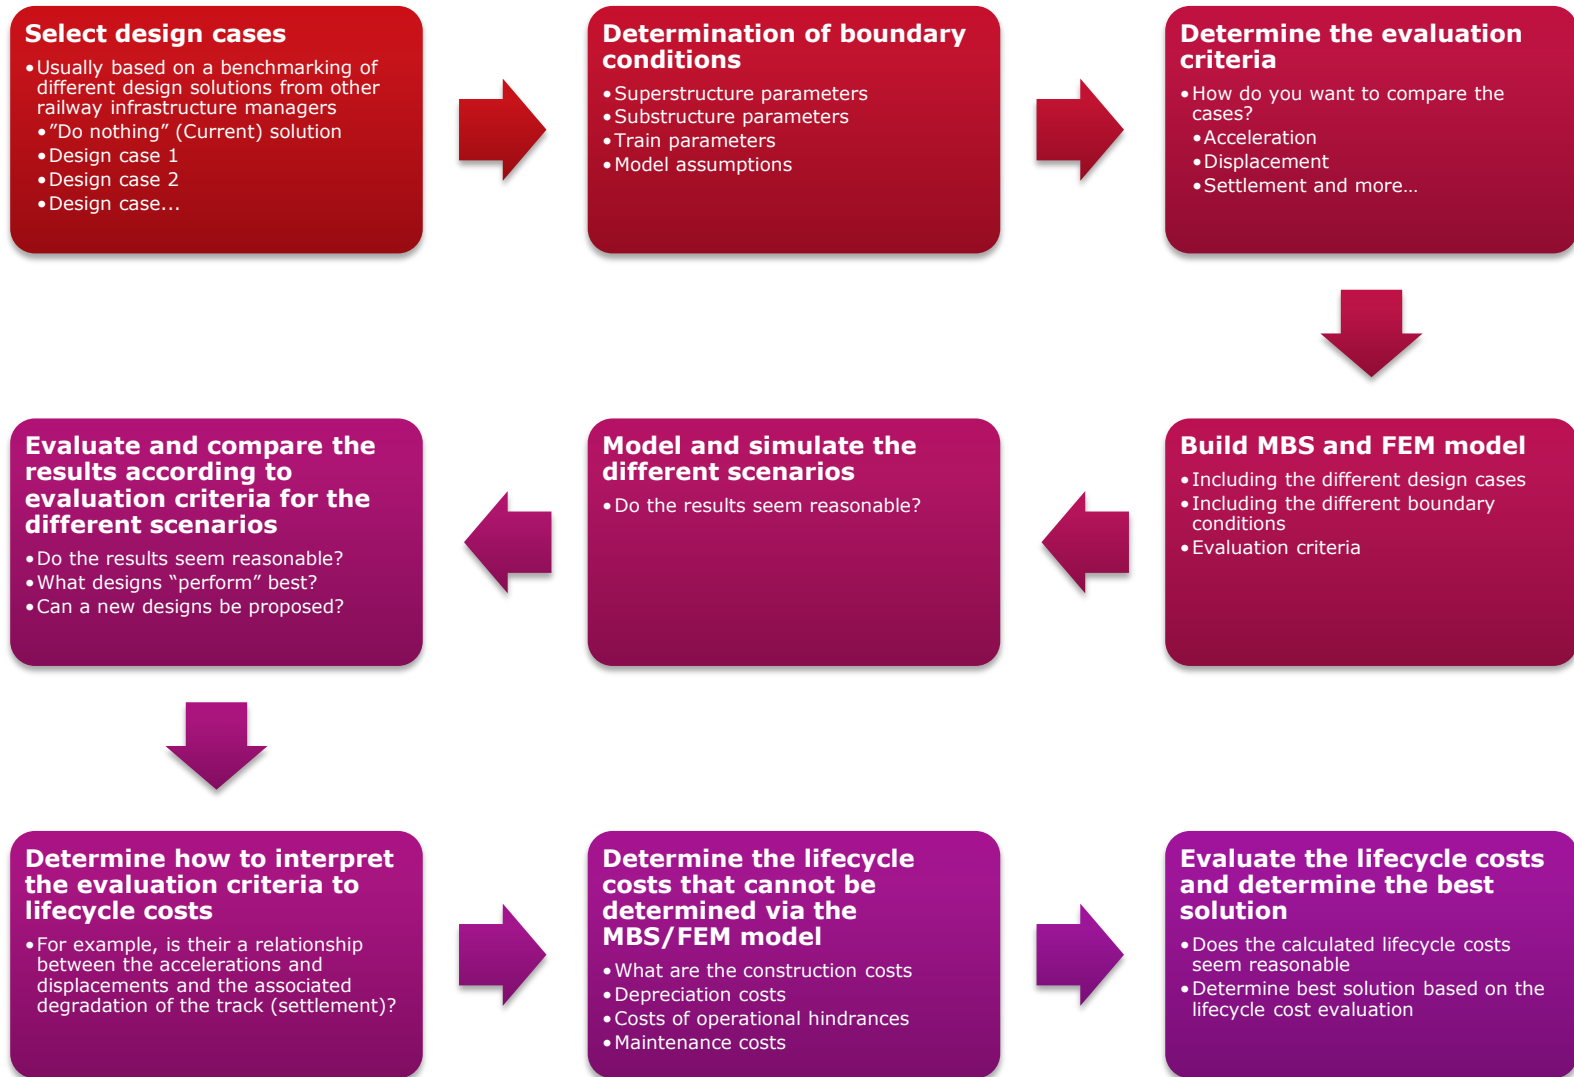 Select design cases
•Usually based on a benchmarking of
different design solutions from other
railway infrastructure managers
•"Do nothing" (Current) solution
•Design case 1
•Design case 2
•Design case...
Determination of boundary
conditions
•Superstructure parameters
•Substructure parameters
•Train parameters
•Model assumptions
Determine the evaluation
criteria
•How do you want to compare the
cases?
•Acceleration
•Displacement
•Settlement and more…
Build MBS and FEM model
•Including the different design cases
•Including the different boundary
conditions
•Evaluation criteria
Model and simulate the
different scenarios
•Do the results seem reasonable?
Evaluate and compare the
results according to
evaluation criteria for the
different scenarios
•Do the results seem reasonable?
•What designs “perform” best?
•Can a new designs be proposed?
Determine how to interpret
the evaluation criteria to
lifecycle costs
•For example, is their a relationship
between the accelerations and
displacements and the associated
degradation of the track (settlement)?
Determine the lifecycle
costs that cannot be
determined via the
MBS/FEM model
•What are the construction costs
•Depreciation costs
•Costs of operational hindrances
•Maintenance costs
Evaluate the lifecycle costs
and determine the best
solution
•Does the calculated lifecycle costs
seem reasonable
•Determine best solution based on the
lifecycle cost evaluation